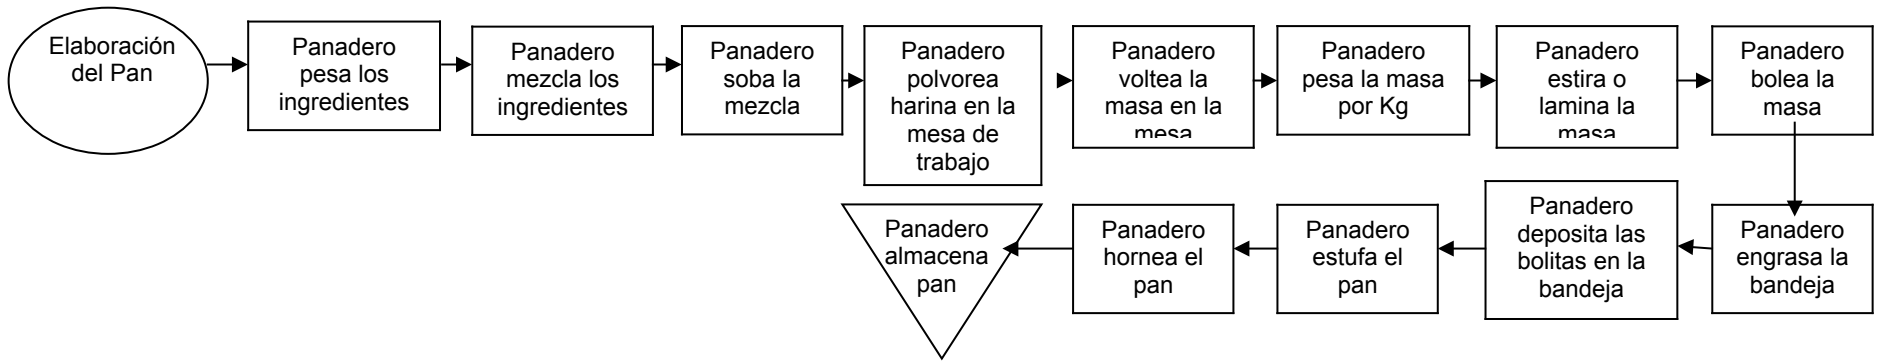 Elaboración
del Pan
Panadero
pesa los
ingredientes
Panadero
mezcla los
ingredientes
Panadero
soba la
mezcla
Panadero
polvorea
harina en la
mesa de
trabajo
Panadero
voltea la
masa en la
mesa
Panadero
pesa la masa
por Kg
Panadero
estira o
lamina la
masa
Panadero
bolea la
masa
Panadero
engrasa la
bandeja
Panadero
deposita las
bolitas en la
bandeja
Panadero
estufa el
pan
Panadero
hornea el
pan
Panadero
almacena
pan